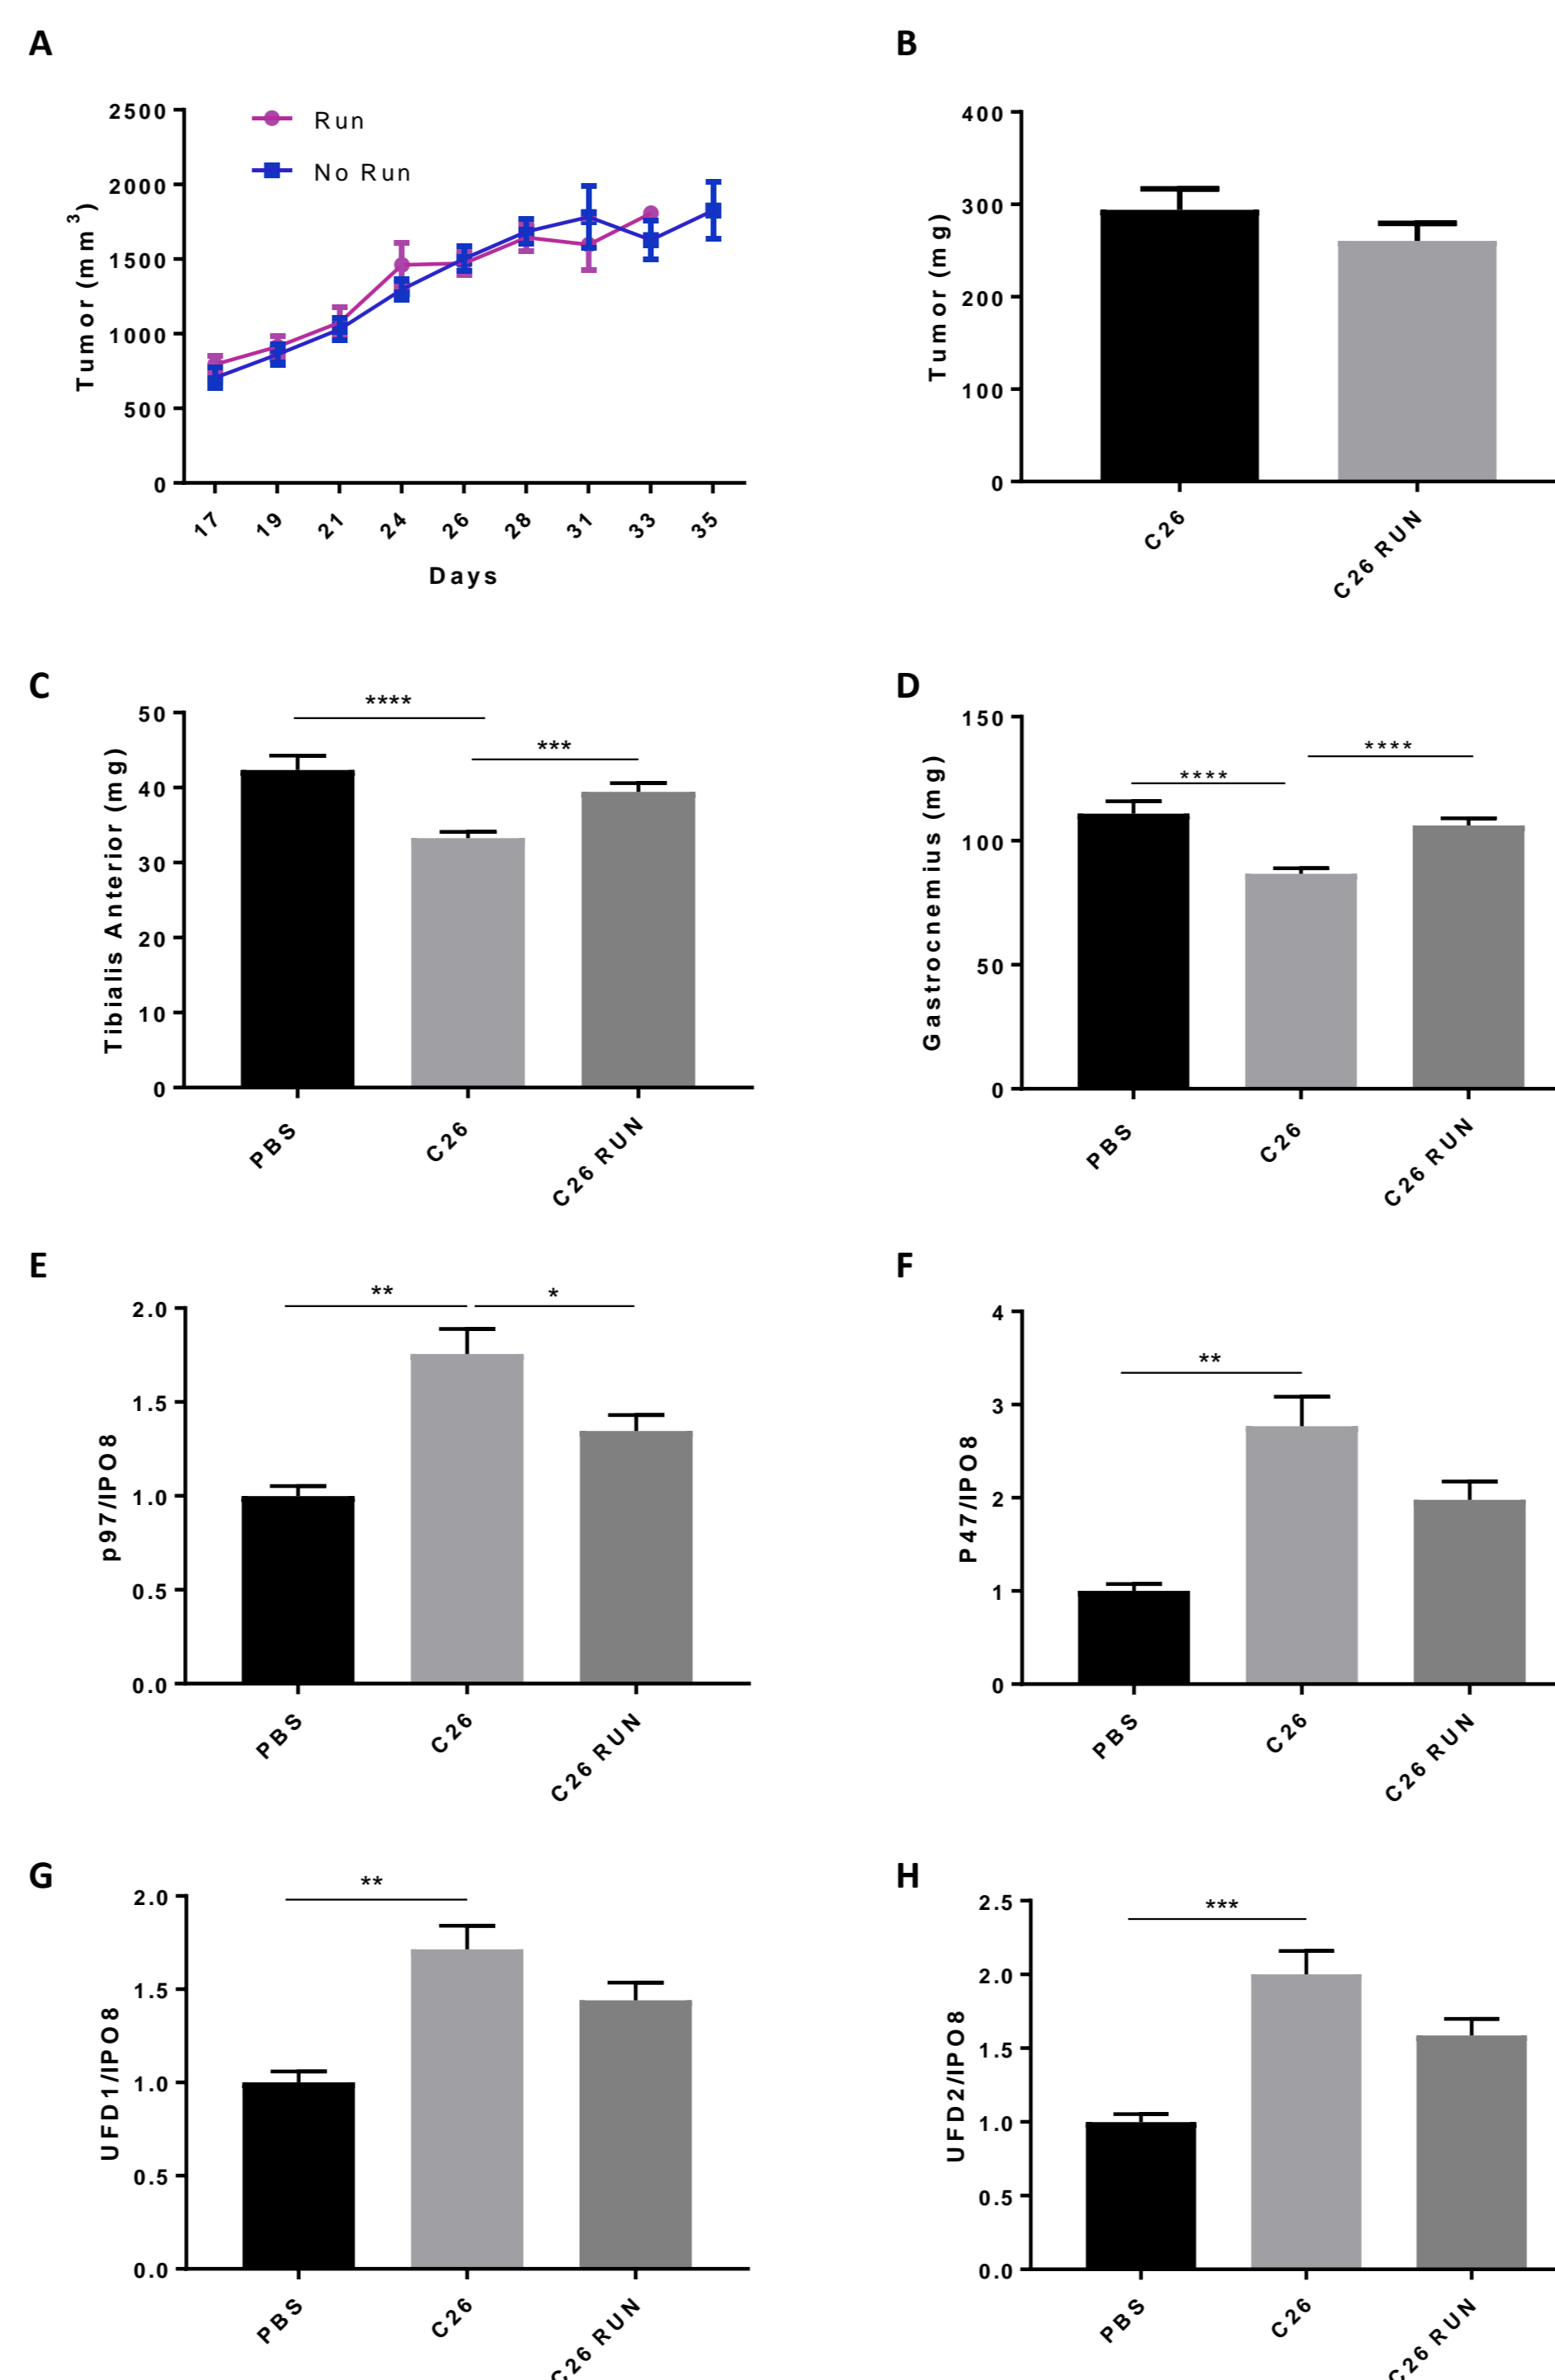 A
2500
2000
1500
1000
500
0
Tumor (mm3)
Run
No Run
17
19
21
24
26
28
31
33
35
Days
B
400
300
200
100
0
Tumor (mg)
C26
C26 RUN
C
50
40
30
20
10
0
Tibialis Anterior (mg)
****
***
PBS
C26
C26 RUN
D
150
100
50
0
Gastrocnemius (mg)
****
****
PBS
C26
C26 RUN
E
2.0
1.5
1.0
0.5
0.0
p97/IPO8
**
*
PBS
C26
C26 RUN
F
4
3
2
1
0
P47/IPO8
**
PBS
C26
C26 RUN
G
2.0
1.5
1.0
0.5
0.0
UFD1/IPO8
**
PBS
C26
C26 RUN
H
2.5
2.0
1.5
1.0
0.5
0.0
UFD2/IPO8
***
PBS
C26
C26 RUN